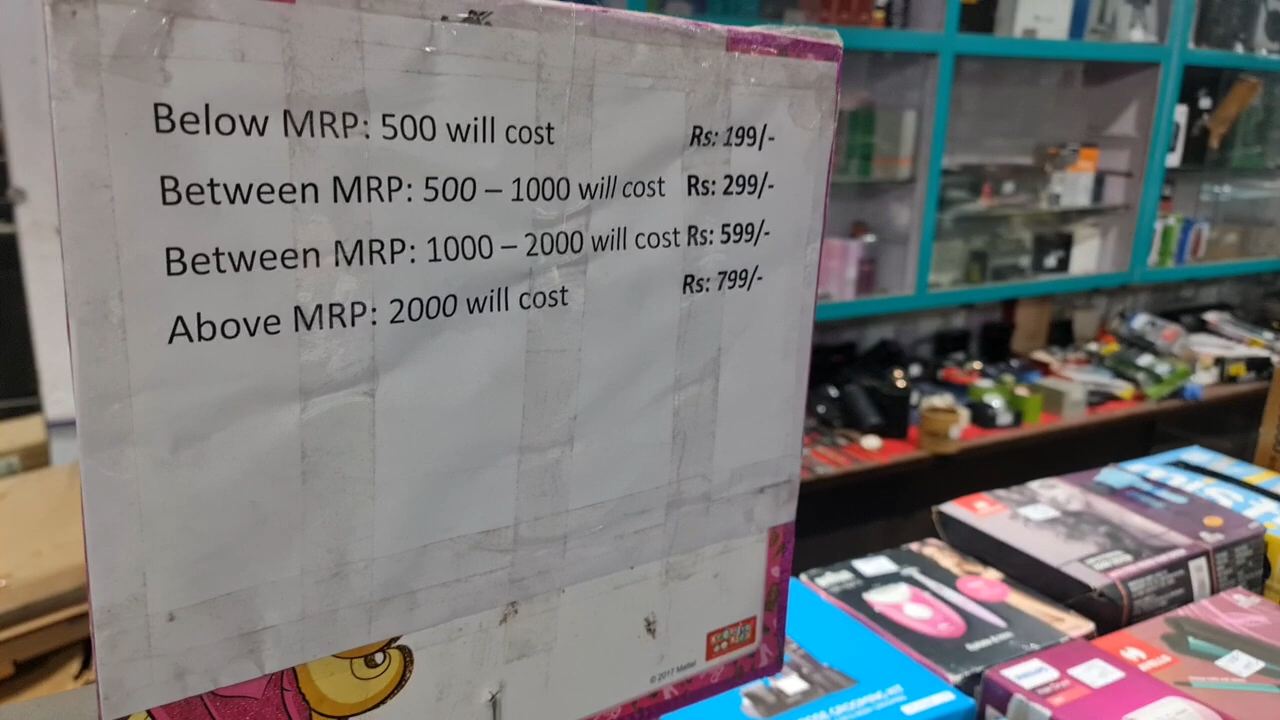 Below MRP: 500 will cost Rs: 199/-
Between MRP: 500 – 1000 will cost Rs: 299/-
Between MRP: 1000 – 2000 will cost Rs: 599/-
Above MRP: 2000 will cost Rs: 799/-
© 2017 Mattel
PHILIPS